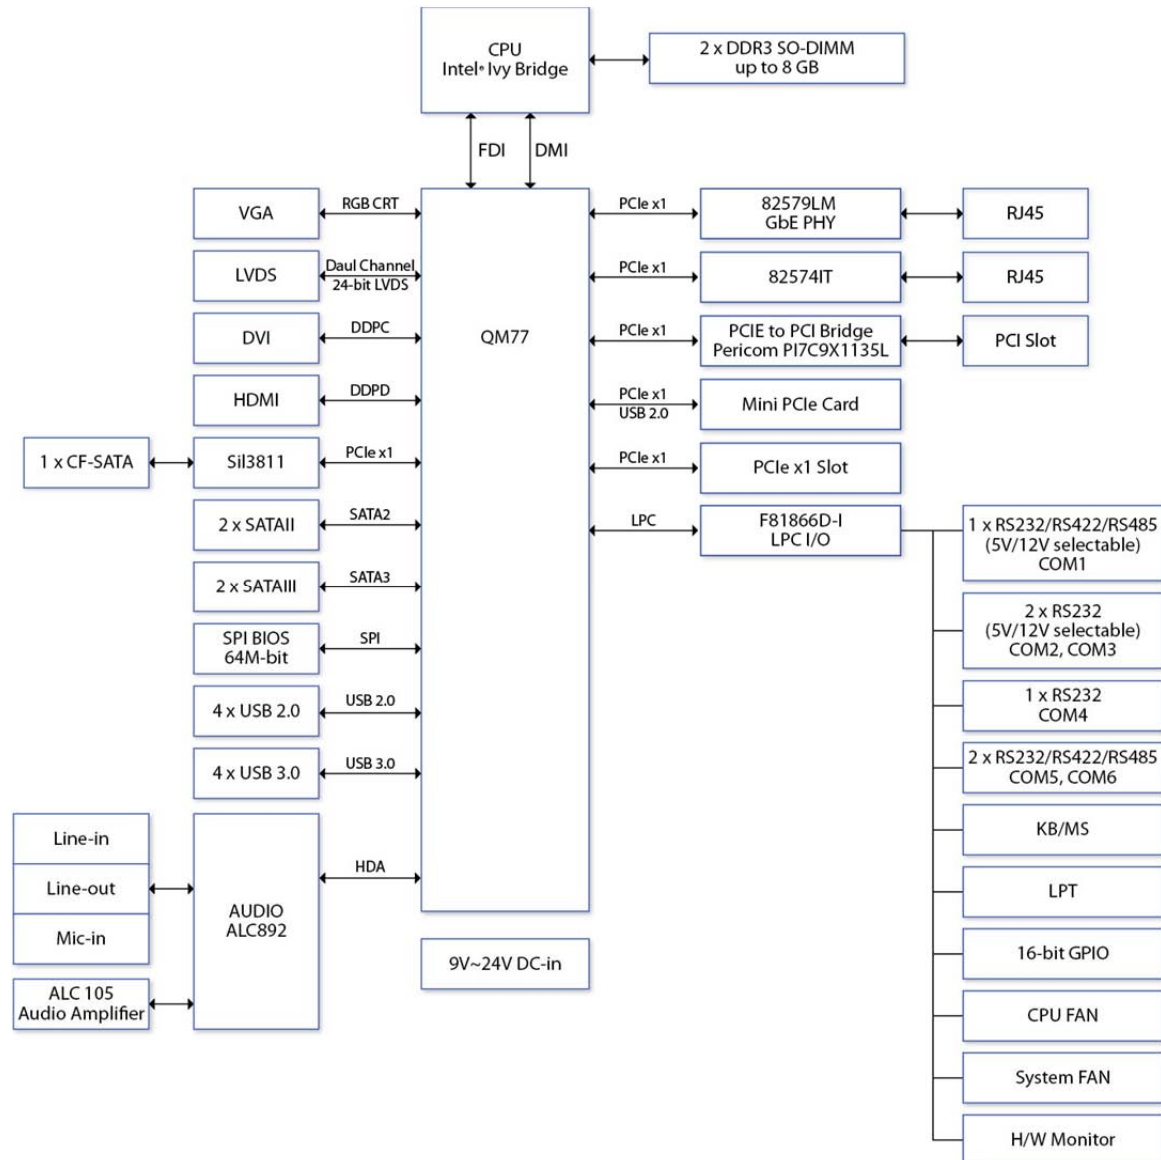 CPU
Intel® Ivy Bridge
2 x DDR3 SO-DIMM
up to 8 GB
FDI
DMI
QM77
VGA
RGB CRT
LVDS
Daul Channel
24-bit LVDS
DVI
DDPC
HDMI
DDPD
1 x CF-SATA
Sil3811
PCIe x1
2 x SATAII
SATA2
2 x SATAIII
SATA3
SPI BIOS
64M-bit
SPI
4 x USB 2.0
USB 2.0
4 x USB 3.0
USB 3.0
Line-in
Line-out
Mic-in
ALC 105
Audio Amplifier
AUDIO
ALC892
HDA
9V~24V DC-in
PCIe x1
82579LM
GbE PHY
RJ45
PCIe x1
82574IT
RJ45
PCIe x1
PCIE to PCI Bridge
Pericom PI7C9X1135L
PCI Slot
PCIe x1
USB 2.0
Mini PCIe Card
PCIe x1
PCIe x1 Slot
LPC
F81866D-I
LPC I/O
1 x RS232/RS422/RS485
(5V/12V selectable)
COM1
2 x RS232
(5V/12V selectable)
COM2, COM3
1 x RS232
COM4
2 x RS232/RS422/RS485
COM5, COM6
KB/MS
LPT
16-bit GPIO
CPU FAN
System FAN
H/W Monitor